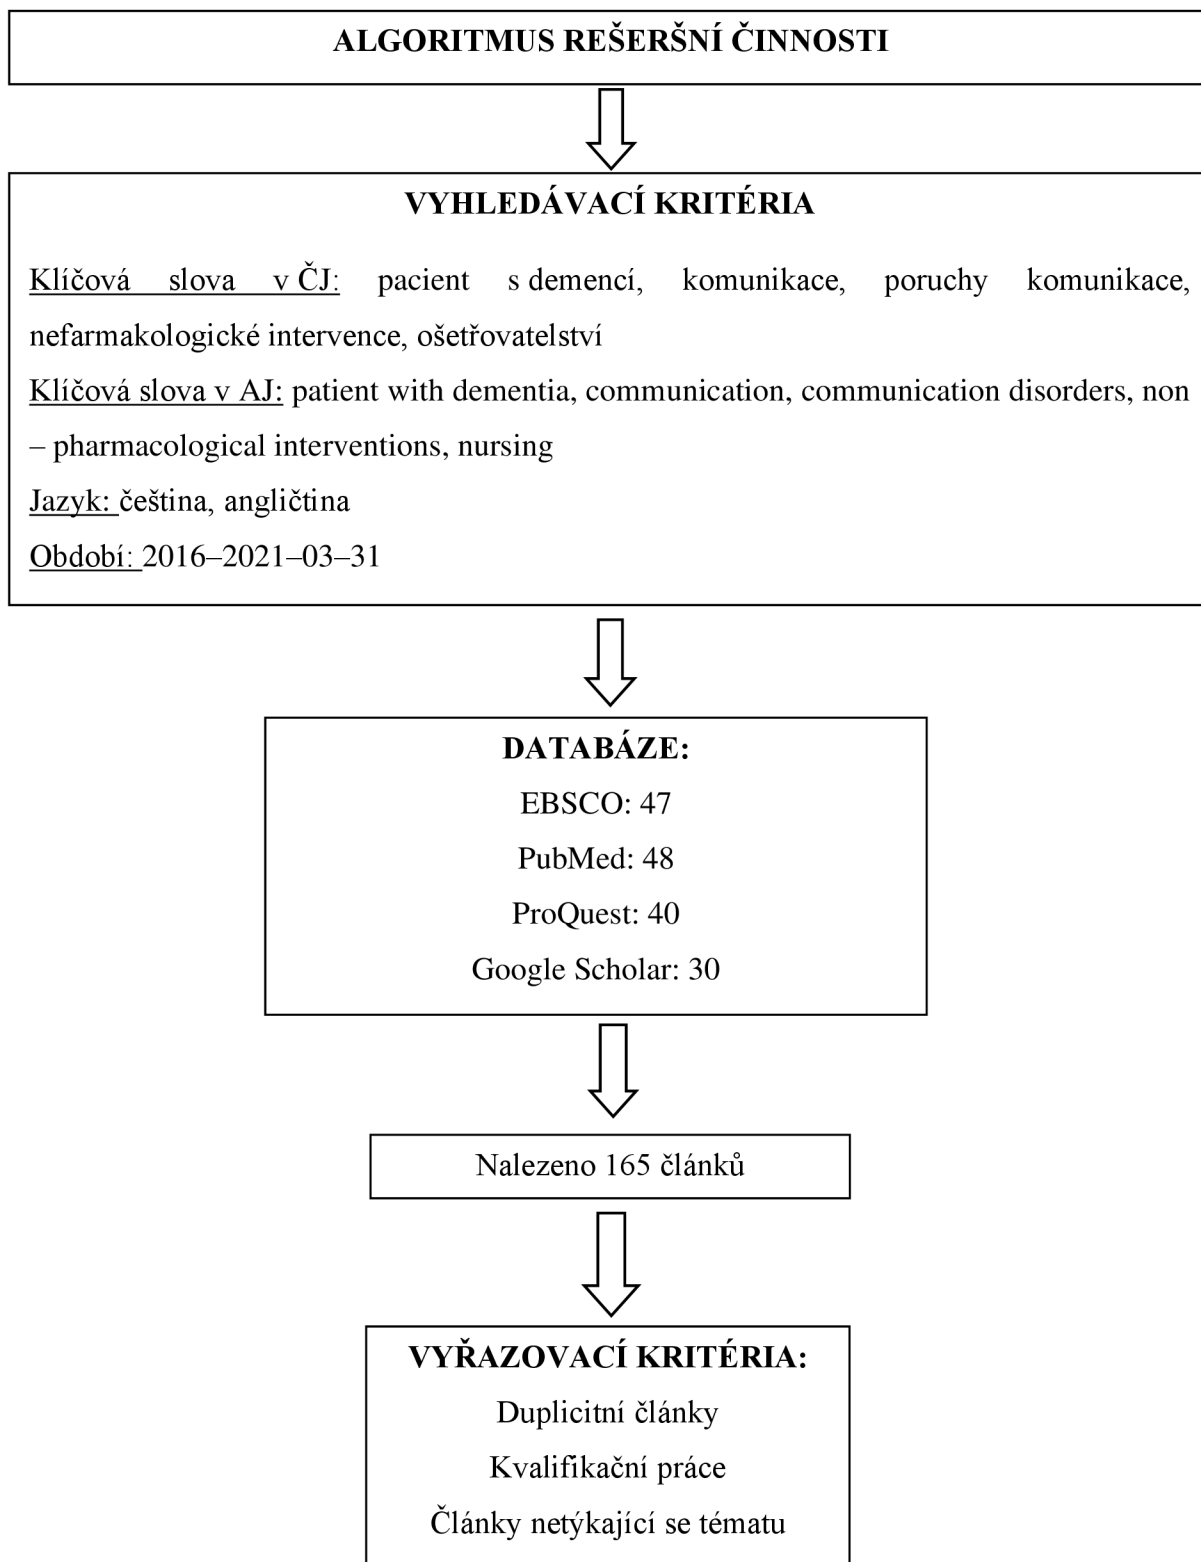 ALGORITMUS REŠERŠNÍ ČINNOSTI
VYHLEDÁVACÍ KRITÉRIA
Klíčová slova v ČJ: pacient s demencí, komunikace, poruchy komunikace,
nefarmakologické intervence, ošetřovatelství
Klíčová slova v AJ: patient with dementia, communication, communication disorders, non
– pharmacological interventions, nursing
Jazyk: čeština, angličtina
Období: 2016–2021–03–31
DATABÁZE:
EBSCO: 47
PubMed: 48
ProQuest: 40
Google Scholar: 30
Nalezeno 165 článků
VYŘAZOVACÍ KRITÉRIA:
Duplicitní články
Kvalifikační práce
Články netýkající se tématu